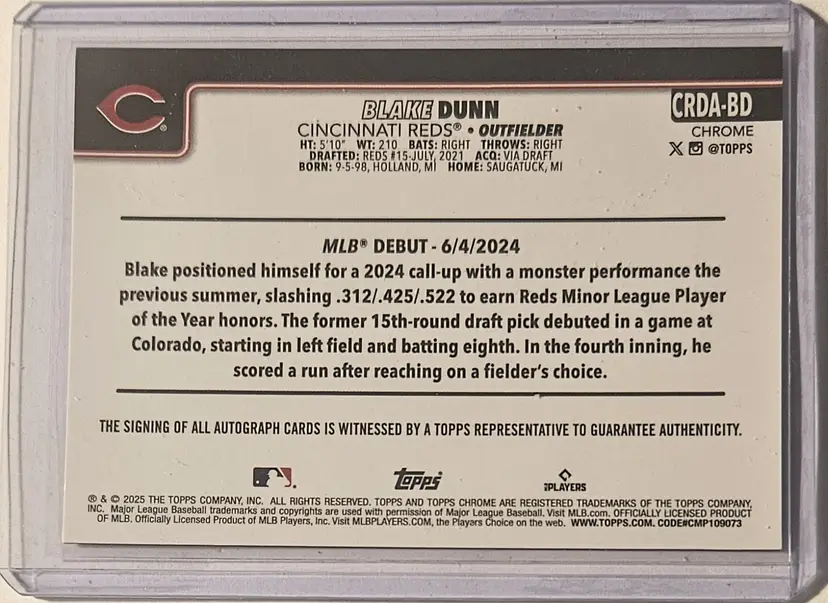 BLAKE DUNN
CRDA-BD
CINCINNATI REDS® • OUTFIELDER
CHROME
HT: 5'10" WT: 210 BATS: RIGHT THROWS: RIGHT
X @TOPPS
DRAFTED: REDS #15-JULY, 2021 ACQ: VIA DRAFT
BORN: 9-5-98, HOLLAND, MI HOME: SAUGATUCK, MI
MLB® DEBUT - 6/4/2024
Blake positioned himself for a 2024 call-up with a monster performance the
previous summer, slashing .312/.425/.522 to earn Reds Minor League Player
of the Year honors. The former 15th-round draft pick debuted in a game at
Colorado, starting in left field and batting eighth. In the fourth inning, he
scored a run after reaching on a fielder's choice.
THE SIGNING OF ALL AUTOGRAPH CARDS IS WITNESSED BY A TOPPS REPRESENTATIVE TO GUARANTEE AUTHENTICITY.
Topps
PLAYERS
® & © 2025 THE TOPPS COMPANY, INC. ALL RIGHTS RESERVED. TOPPS AND TOPPS CHROME ARE REGISTERED TRADEMARKS OF THE TOPPS COMPANY,
INC. Major League Baseball trademarks and copyrights are used with permission of Major League Baseball. Visit MLB.com. OFFICIALLY LICENSED PRODUCT
OF MLB. Officially Licensed Product of MLB Players, Inc. Visit MLBPLAYERS.COM, the Players Choice on the web. WWW.TOPPS.COM. CODE#CMP109073